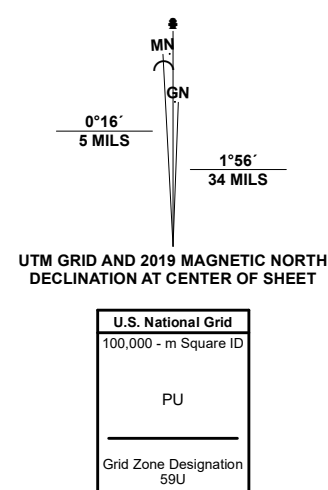 MN
GN
0°16´
5 MILS
1°56´
34 MILS
UTM GRID AND 2019 MAGNETIC NORTH
DECLINATION AT CENTER OF SHEET
U.S. National Grid
100,000 - m Square ID
PU
Grid Zone Designation
59U